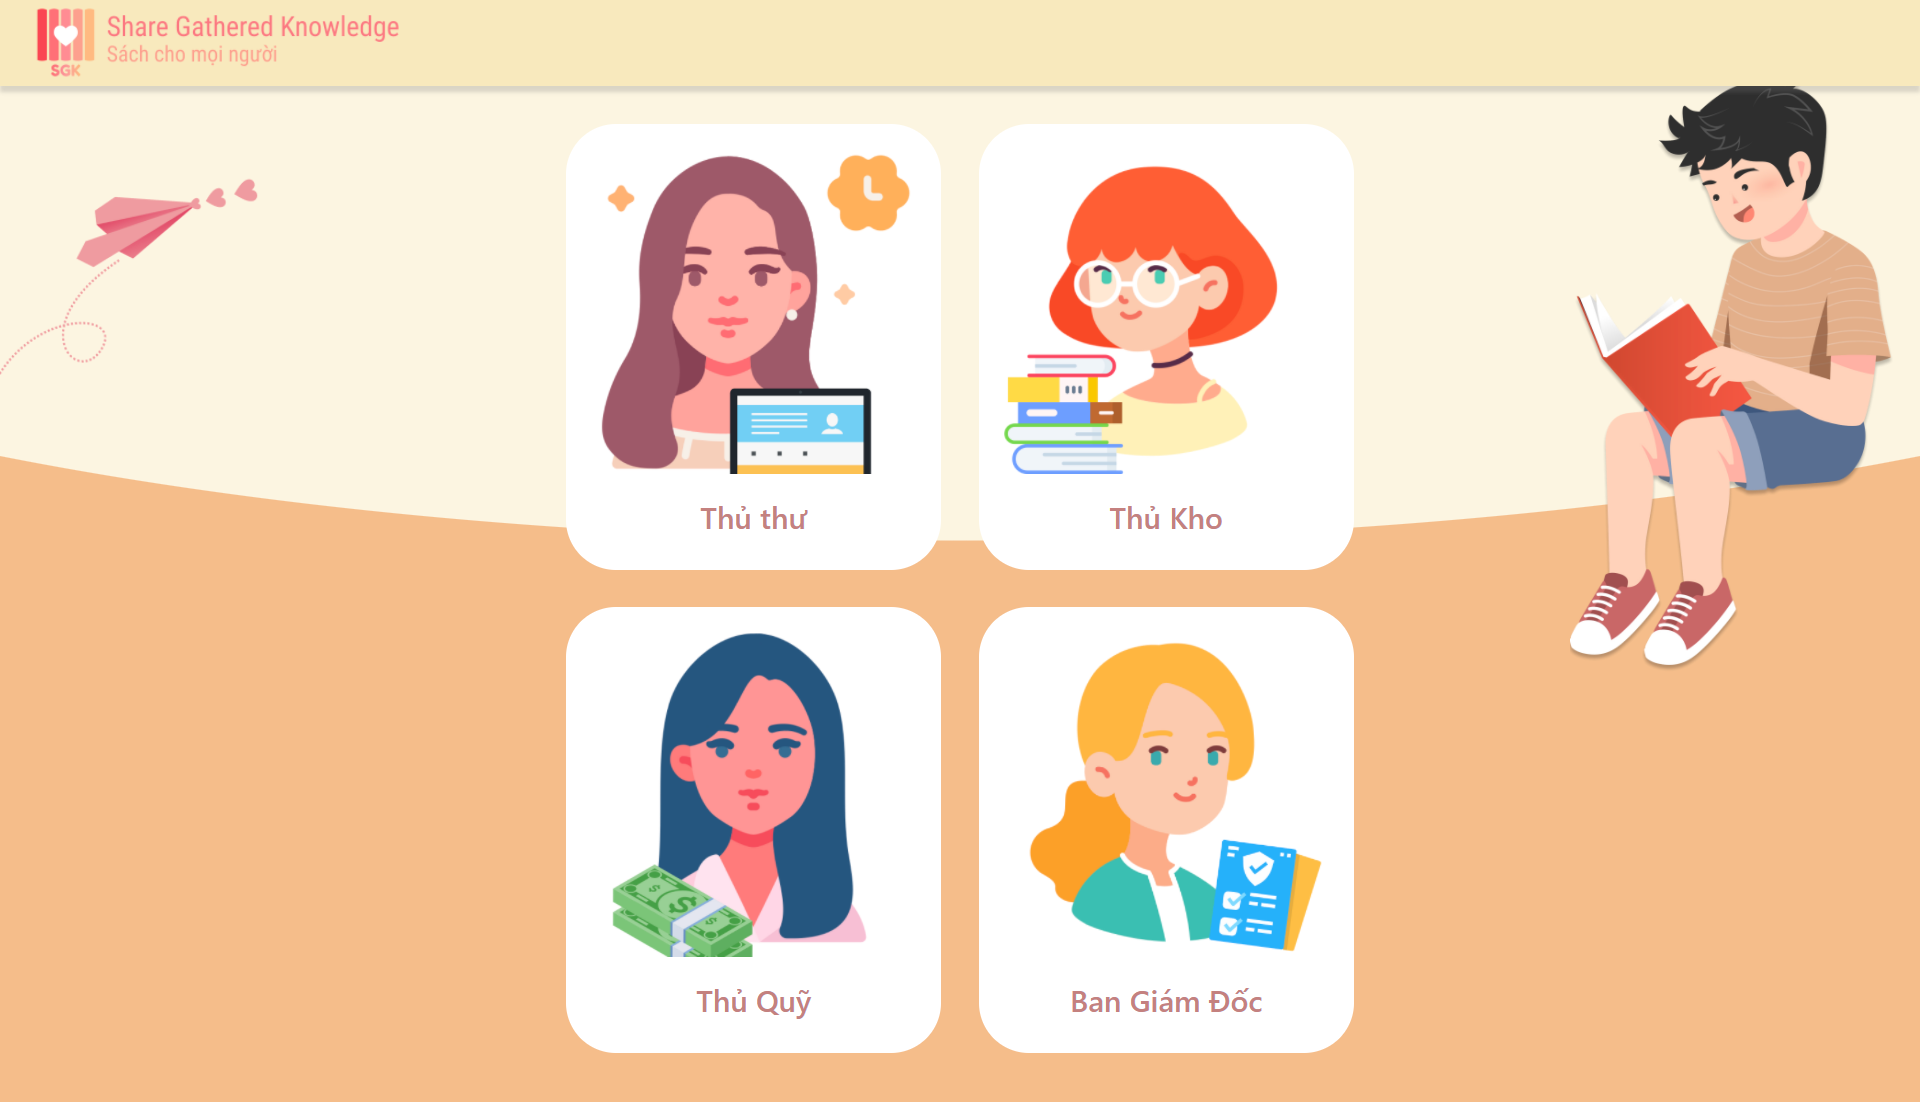 Share Gathered Knowledge
Sách cho mọi người
SGK
Thủ thư
Thủ Kho
Thủ Quỹ
Ban Giám Đốc